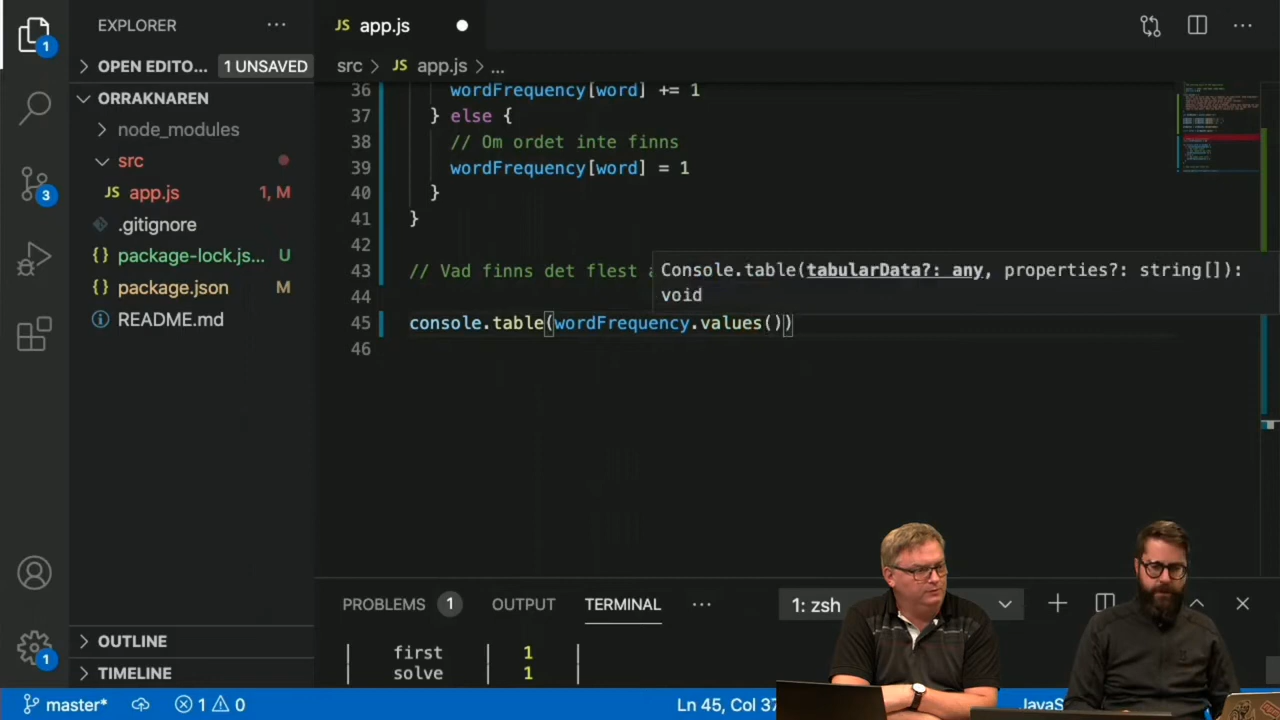 EXPLORER
JS app.js
1
OPEN EDITO... 1 UNSAVED
src > JS app.js > ...
ORRAKNAREN
node_modules
src
JS app.js 1, M
.gitignore
{} package-lock.js... U
{} package.json M
README.md
3
36 wordFrequency[word] += 1
37 } else {
38 // Om ordet inte finns
39 wordFrequency[word] = 1
40 }
41 }
42
43 // Vad finns det flest
Console.table(tabularData?: any, properties?: string[]):
void
44
45 console.table(wordFrequency.values())
46
PROBLEMS 1 OUTPUT TERMINAL ... 1: zsh
| first | 1 |
| solve | 1 |
OUTLINE
TIMELINE
1
master* 1 0 Ln 45, Col 37